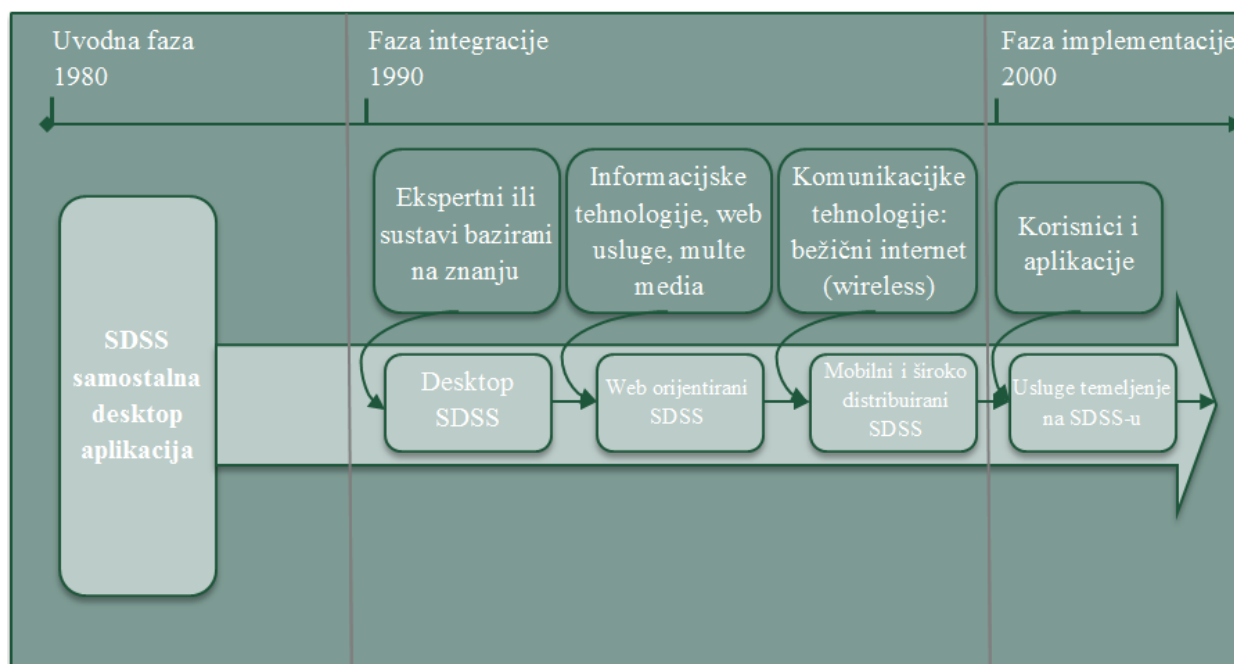 Uvodna faza
1980
Faza integracije
1990
Faza implementacije
2000
SDSS
samostalna
desktop
aplikacija
Ekspertni ili
sustavi bazirani
na znanju
Informacijske
tehnologije, web
usluge, multe
media
Komunikacijke
tehnologije:
bežični internet
(wireless)
Korisnici i
aplikacije
Desktop
SDSS
Web orijentirani
SDSS
Mobilni i široko
distribuirani
SDSS
Usluge temeljenje
na SDSS-u